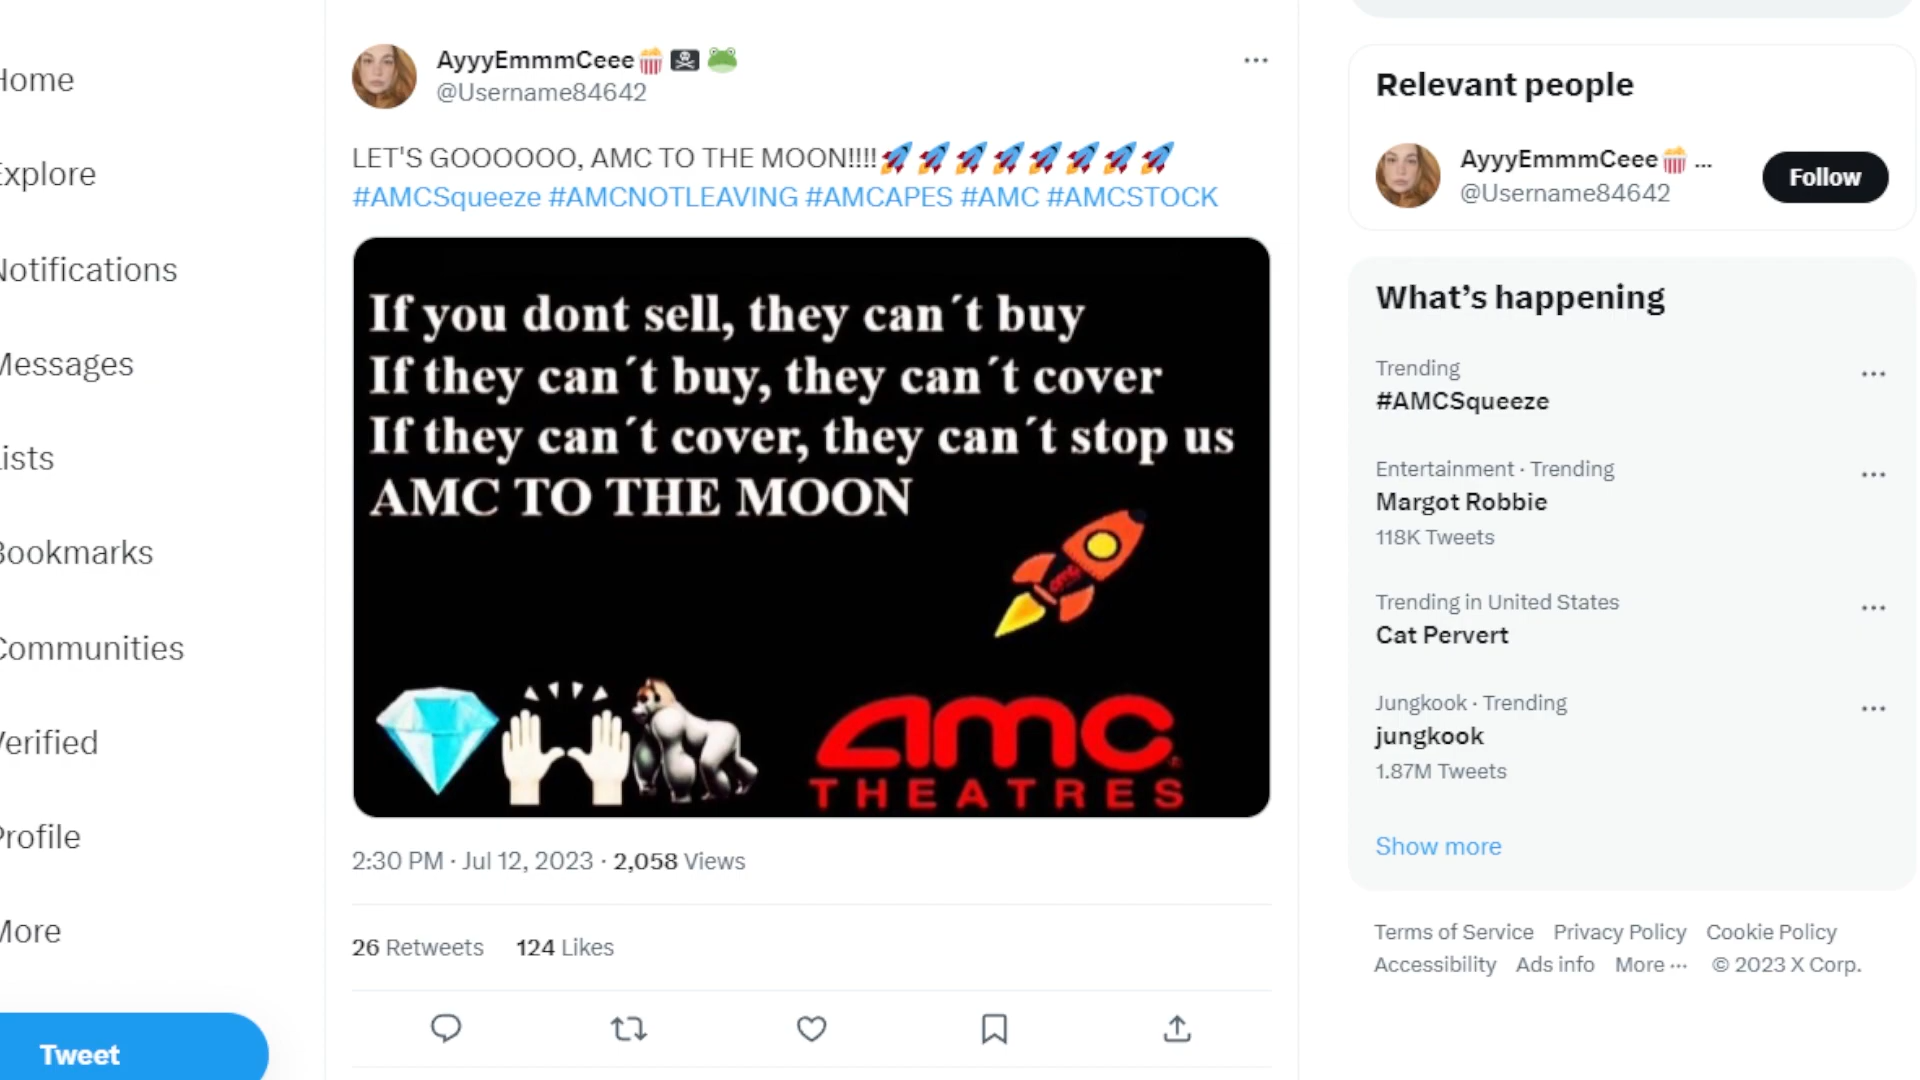 Home
Explore
Notifications
Messages
Lists
Bookmarks
Communities
Verified
Profile
More
Tweet
AyyyEmmmCeee🍿🏴‍☠️🐸
@Username84642
LET'S GOOOOOO, AMC TO THE MOON!!!!🚀🚀🚀🚀🚀🚀🚀🚀
#AMCSqueeze #AMCNOTLEAVING #AMCAPES #AMC #AMCSTOCK
If you dont sell, they can´t buy
If they can´t buy, they can´t cover
If they can´t cover, they can´t stop us
AMC TO THE MOON
amc
amc
THEATRES
2:30 PM · Jul 12, 2023 · 2,058 Views
26 Retweets 124 Likes
Relevant people
AyyyEmmmCeee🍿 ...
@Username84642
Follow
What’s happening
Trending
#AMCSqueeze
Entertainment · Trending
Margot Robbie
118K Tweets
Trending in United States
Cat Pervert
Jungkook · Trending
jungkook
1.87M Tweets
Show more
Terms of Service Privacy Policy Cookie Policy
Accessibility Ads info More ··· © 2023 X Corp.